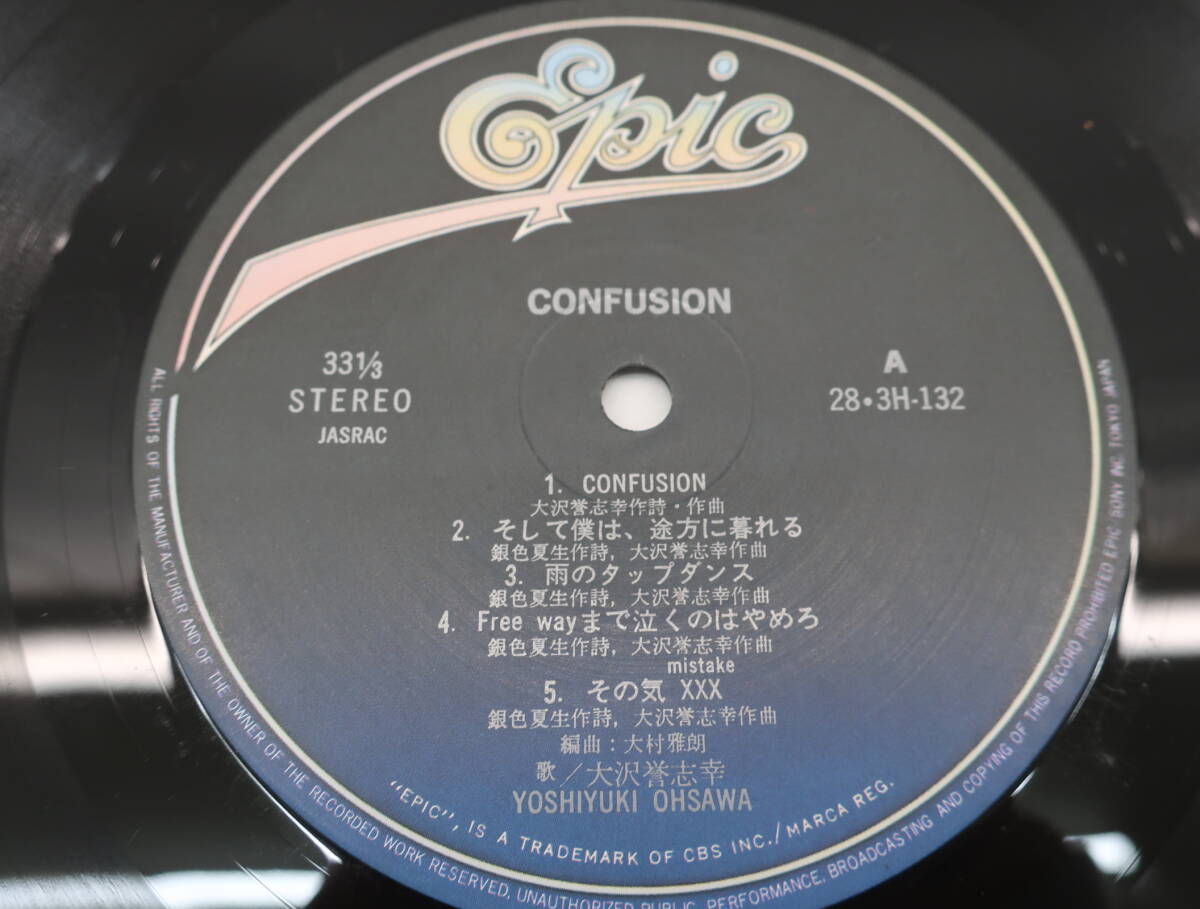 Epic
CONFUSION
33⅓
STEREO
JASRAC
A
28・3H-132
1. CONFUSION
大沢誉志幸作詩・作曲
2. そして僕は、途方に暮れる
銀色夏生作詩, 大沢誉志幸作曲
3. 雨のタップダンス
銀色夏生作詩, 大沢誉志幸作曲
4. Free wayまで泣くのはやめろ
銀色夏生作詩, 大沢誉志幸作曲
mistake
5. その気 XXX
銀色夏生作詩, 大沢誉志幸作曲
編曲：大村雅朗
歌／大沢誉志幸
YOSHIYUKI OHSAWA
"EPIC", IS A TRADEMARK OF CBS INC./MARCA REG.
ALL RIGHTS OF THE MANUFACTURER AND OF THE OWNER OF THE RECORDED WORK RESERVED, UNAUTHORIZED PUBLIC PERFORMANCE, BROADCASTING AND COPYING OF THIS RECORD PROHIBITED EPIC SONY INC. TOKYO JAPAN